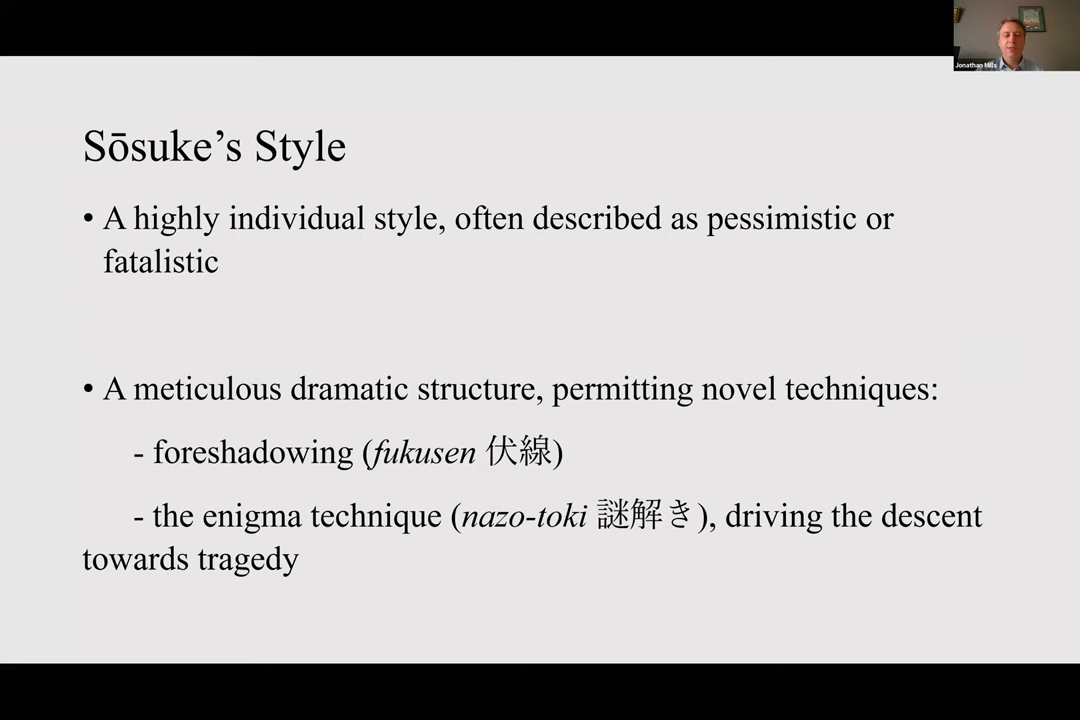 Jonathan Mills
Sōsuke’s Style
• A highly individual style, often described as pessimistic or
fatalistic
• A meticulous dramatic structure, permitting novel techniques:
- foreshadowing (fukusen 伏線)
- the enigma technique (nazo-toki 謎解き), driving the descent
towards tragedy